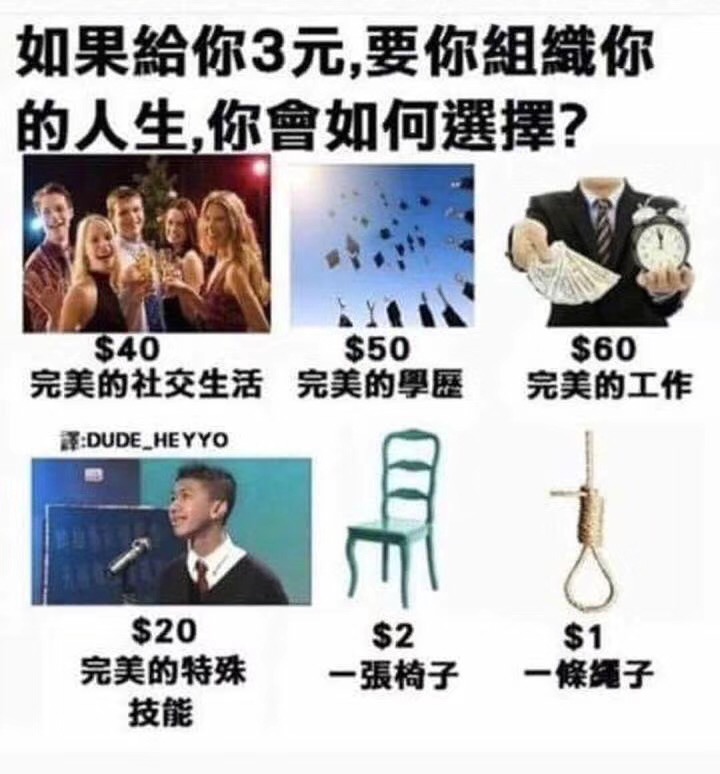 如果給你3元,要你組織你
的人生,你會如何選擇?
$40
完美的社交生活
$50
完美的學歷
$60
完美的工作
譯:DUDE_HEYYO
$20
完美的特殊
技能
$2
一張椅子
$1
一條繩子